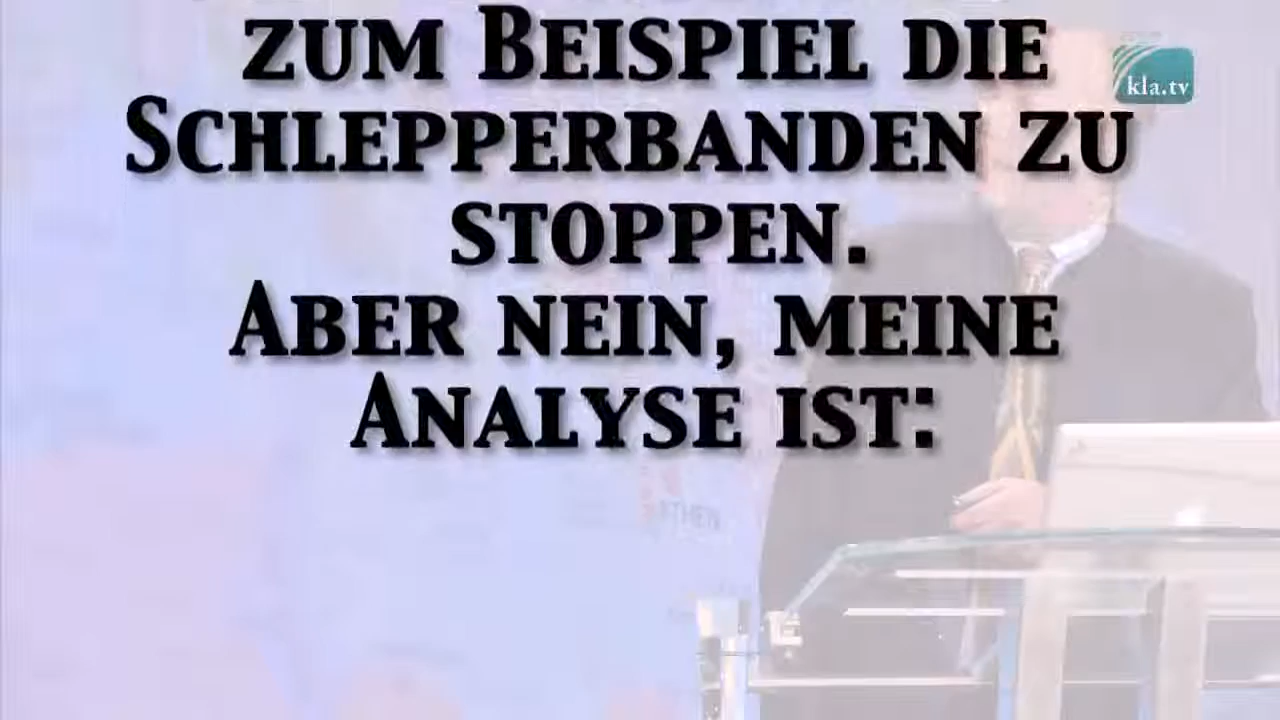 zum Beispiel die
Schlepperbanden zu
stoppen.
Aber nein, meine
Analyse ist:
kla.tv